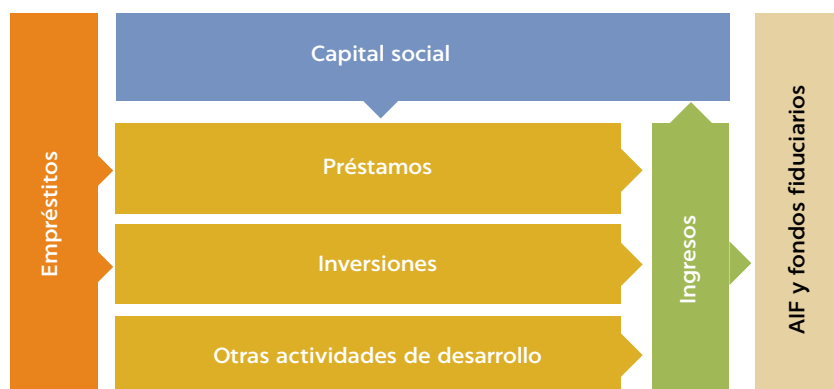 Capital social
Empréstitos
Préstamos
Inversiones
Otras actividades de desarrollo
Ingresos
AIF y fondos fiduciarios